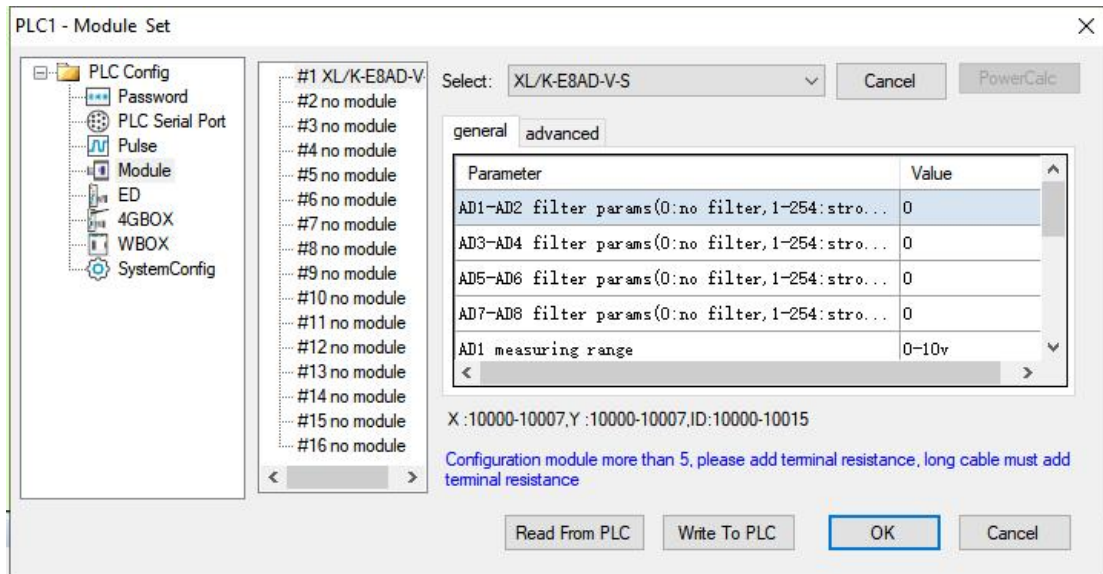 PLC1 - Module Set
PLC Config
Password
PLC Serial Port
Pulse
Module
ED
4GBOX
WBOX
SystemConfig
#1 XL/K-E8AD-V-
#2 no module
#3 no module
#4 no module
#5 no module
#6 no module
#7 no module
#8 no module
#9 no module
#10 no module
#11 no module
#12 no module
#13 no module
#14 no module
#15 no module
#16 no module
Select: XL/K-E8AD-V-S Cancel PowerCalc
general advanced
Parameter Value
AD1-AD2 filter params(0:no filter,1-254:stro... 0
AD3-AD4 filter params(0:no filter,1-254:stro... 0
AD5-AD6 filter params(0:no filter,1-254:stro... 0
AD7-AD8 filter params(0:no filter,1-254:stro... 0
AD1 measuring range 0-10v
X :10000-10007,Y :10000-10007,ID:10000-10015
Configuration module more than 5, please add terminal resistance, long cable must add
terminal resistance
Read From PLC Write To PLC OK Cancel